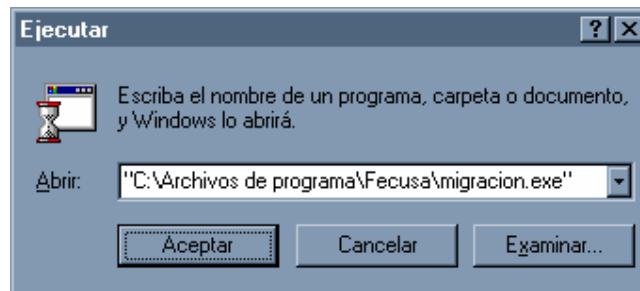 Ejecutar
Escriba el nombre de un programa, carpeta o documento,
y Windows lo abrirá.
Abrir: "C:\Archivos de programa\Fecusa\migracion.exe"
Aceptar Cancelar Examinar...